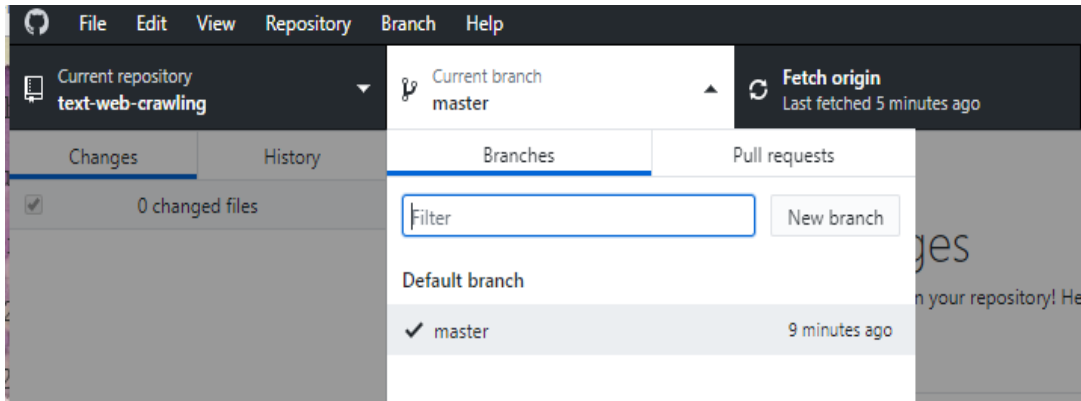 File Edit View Repository Branch Help
Current repository
text-web-crawling
Current branch
master
Fetch origin
Last fetched 5 minutes ago
Changes History
0 changed files
Branches Pull requests
Filter
New branch
Default branch
master 9 minutes ago
your repository! He